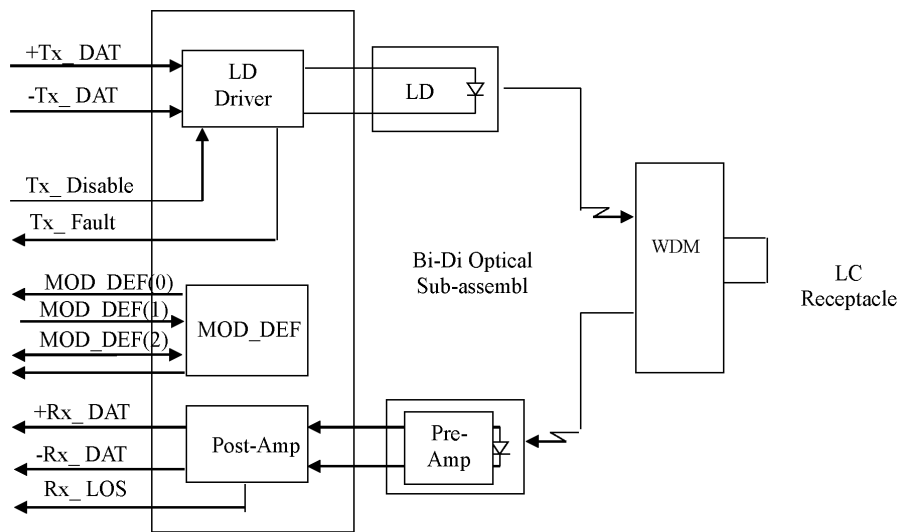 +Tx_ DAT
-Tx_ DAT
LD
Driver
LD
Tx_ Disable
Tx_ Fault
WDM
Bi-Di Optical
Sub-assembl
LC
Receptacle
MOD_DEF(0)
MOD_DEF(1)
MOD_DEF(2)
MOD_DEF
+Rx_ DAT
-Rx_ DAT
Rx_ LOS
Post-Amp
Pre-
Amp